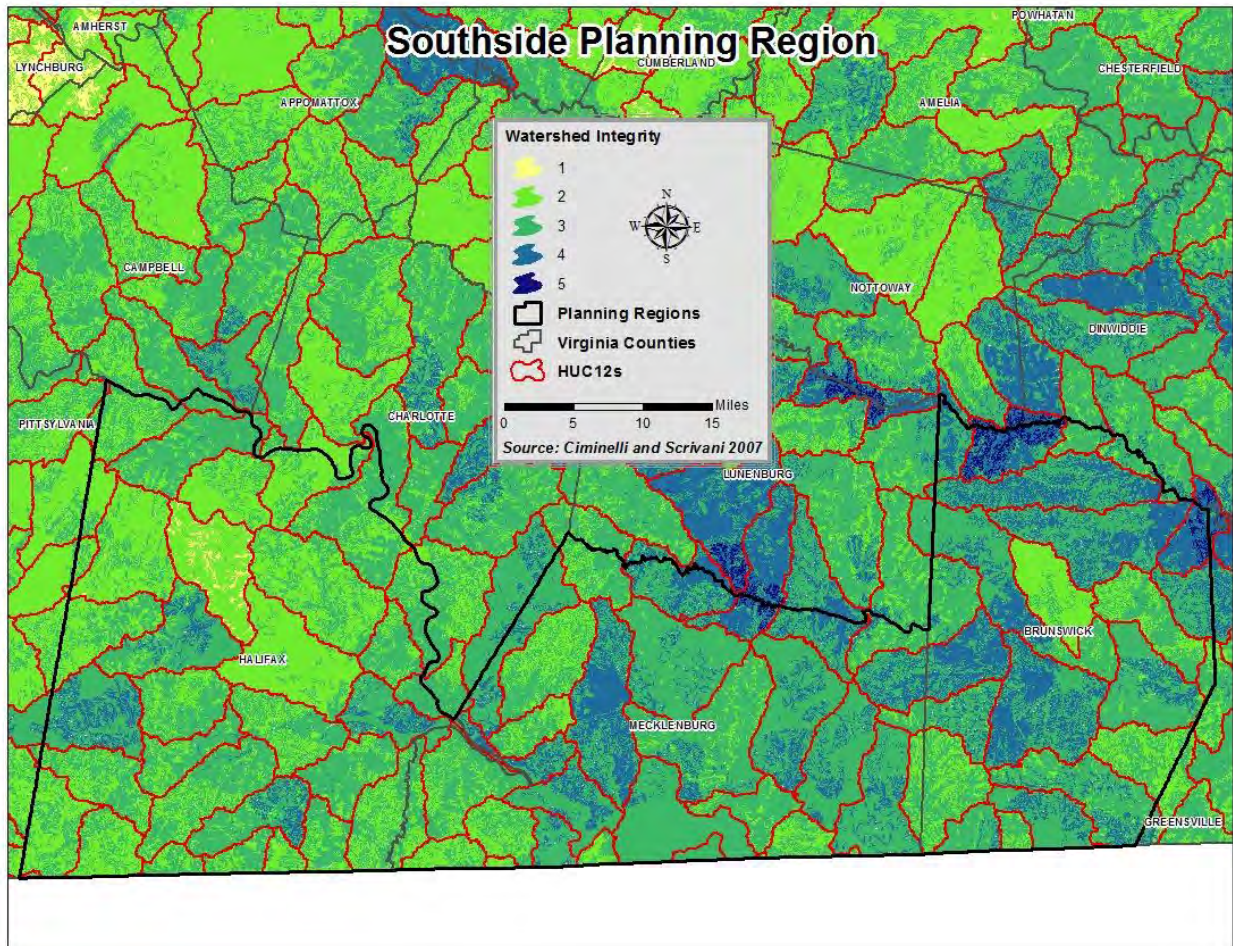 Southside Planning Region
AMHERST
POWHATAN
LYNCHBURG
CUMBERLAND
CHESTERFIELD
APPOMATTOX
AMELIA
Watershed Integrity
1
2
3
4
5
N
W E
S
Planning Regions
Virginia Counties
HUC12s
Miles
0 5 10 15
Source: Ciminelli and Scrivani 2007
CAMPBELL
NOTTOWAY
DINWIDDIE
PITTSYLVANIA
CHARLOTTE
LUNENBURG
BRUNSWICK
HALIFAX
MECKLENBURG
GREENSVILLE